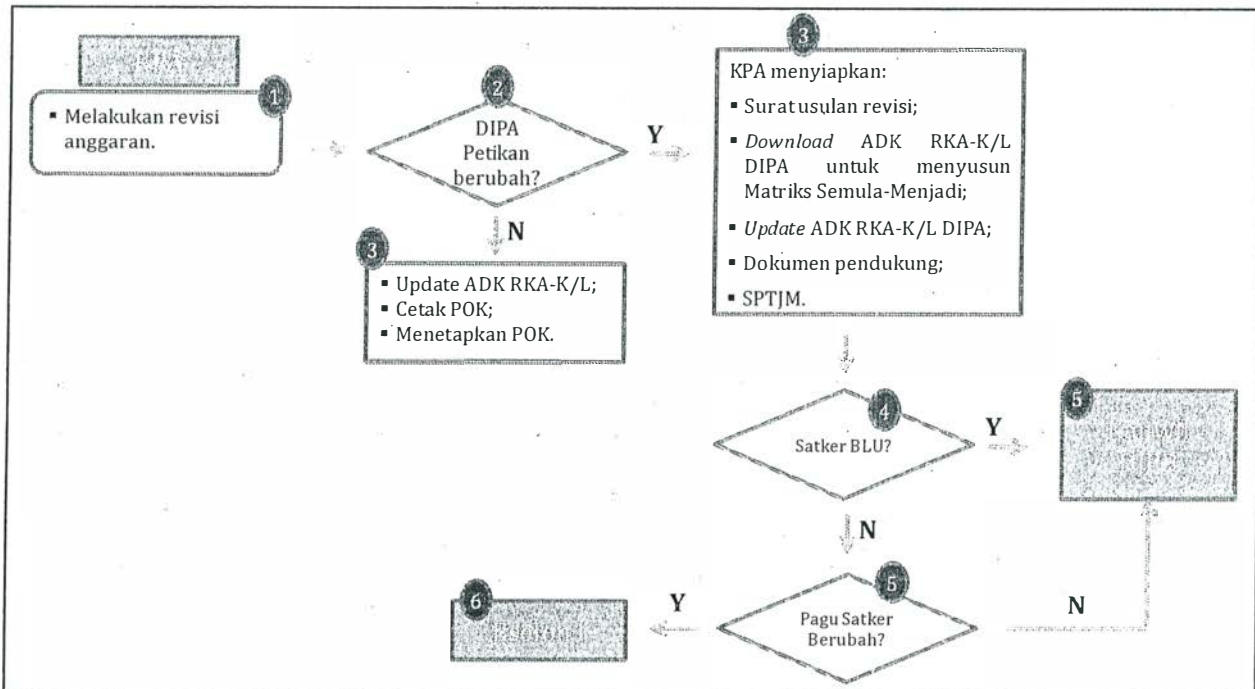 1
▪ Melakukan revisi
anggaran.
2
DIPA
Petikan
berubah?
Y
N
3
▪ Update ADK RKA-K/L;
▪ Cetak POK;
▪ Menetapkan POK.
3
KPA menyiapkan:
▪ Surat usulan revisi;
▪ Download ADK RKA-K/L
DIPA untuk menyusun
Matriks Semula-Menjadi;
▪ Update ADK RKA-K/L DIPA;
▪ Dokumen pendukung;
▪ SPTJM.
4
Satker BLU?
Y
5
N
5
Pagu Satker
Berubah?
Y
N
6